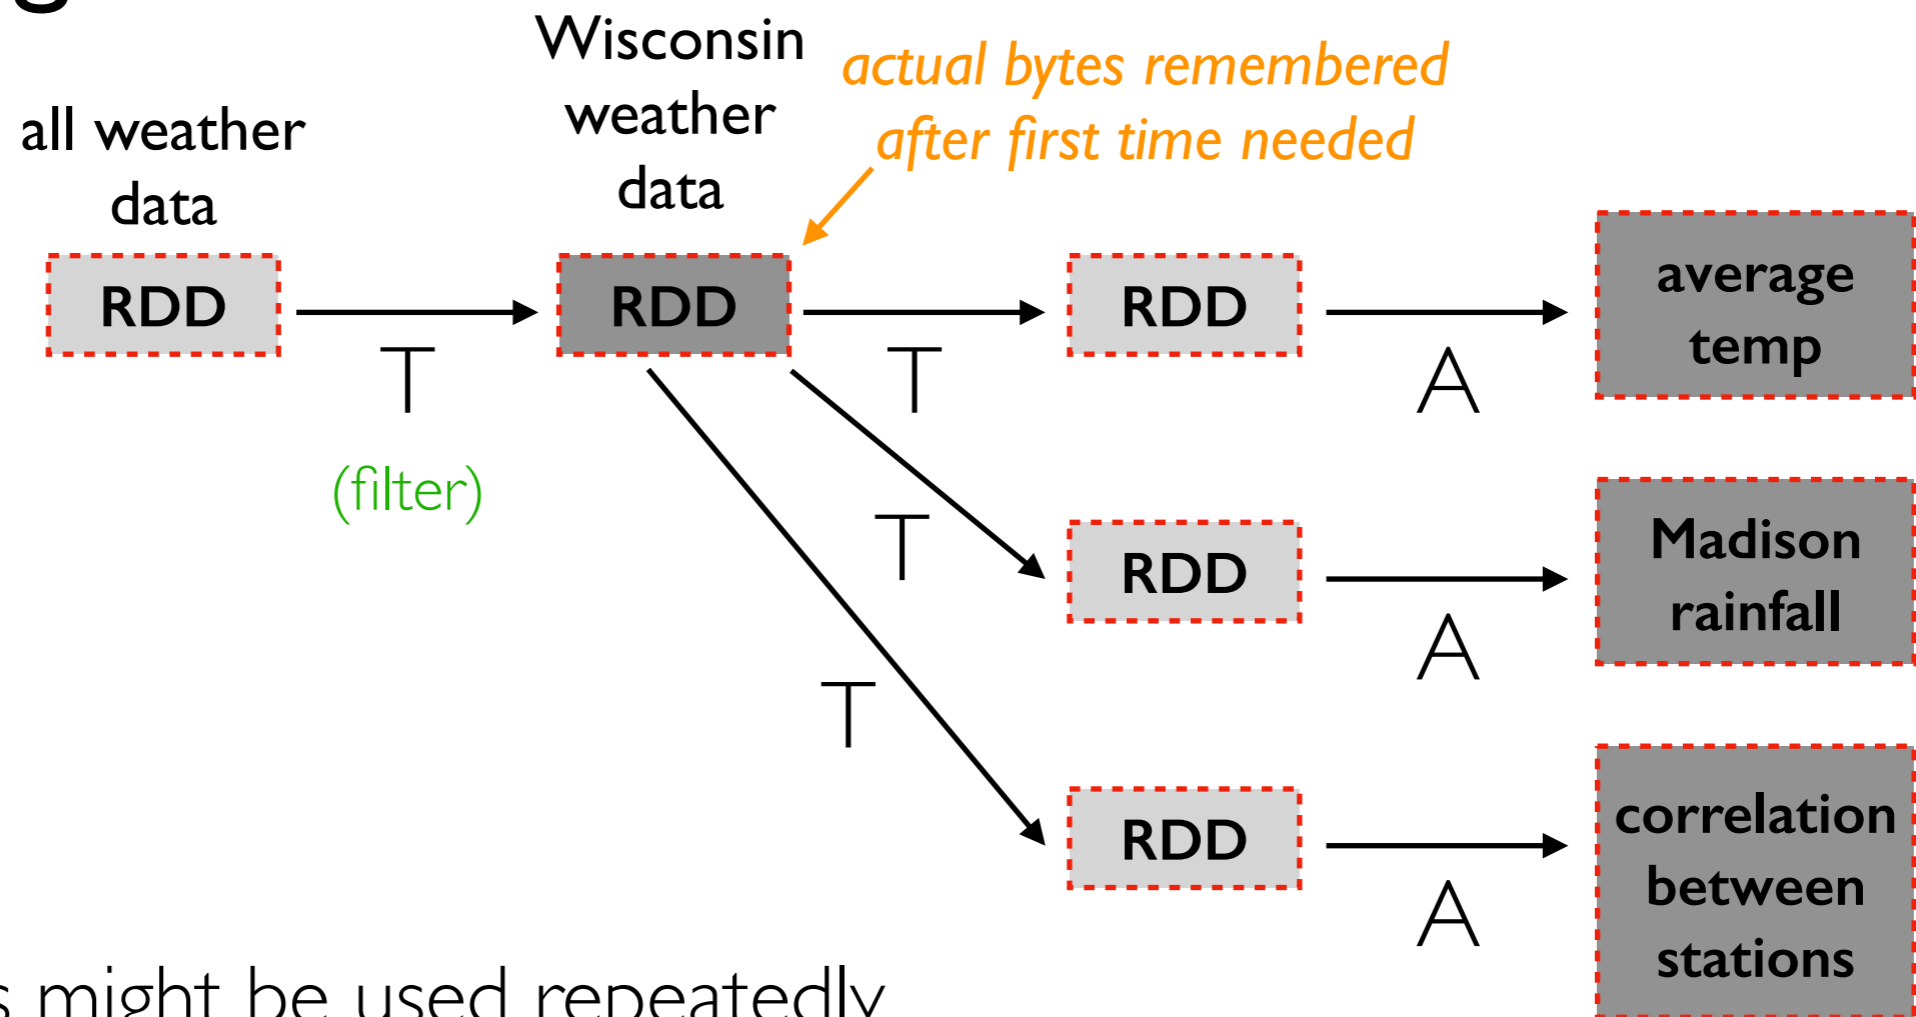 g
Wisconsin
weather
data
actual bytes remembered
after first time needed
all weather
data
RDD
T
(filter)
RDD
T
RDD
A
average
temp
T
RDD
A
Madison
rainfall
T
RDD
A
correlation
between
stations
s might be used repeatedly